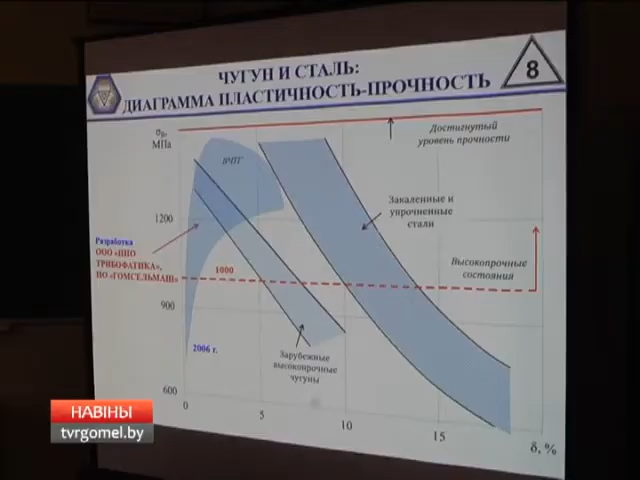 ЧУГУН И СТАЛЬ:
ДИАГРАММА ПЛАСТИЧНОСТЬ-ПРОЧНОСТЬ
8
σв,
МПа
Достигнутый
уровень прочности
ВЧТГ
Закаленные и
упрочненные
стали
1200
Разработка
ООО «НПО
ТРИБОФАТИКА»,
ПО «ГОМСЕЛЬМАШ»
1000
Высокопрочные
состояния
900
2006 г.
Зарубежные
высокопрочные
чугуны
600
0
5
10
15
δ, %
НАВІНЫ
tvrgomel.by